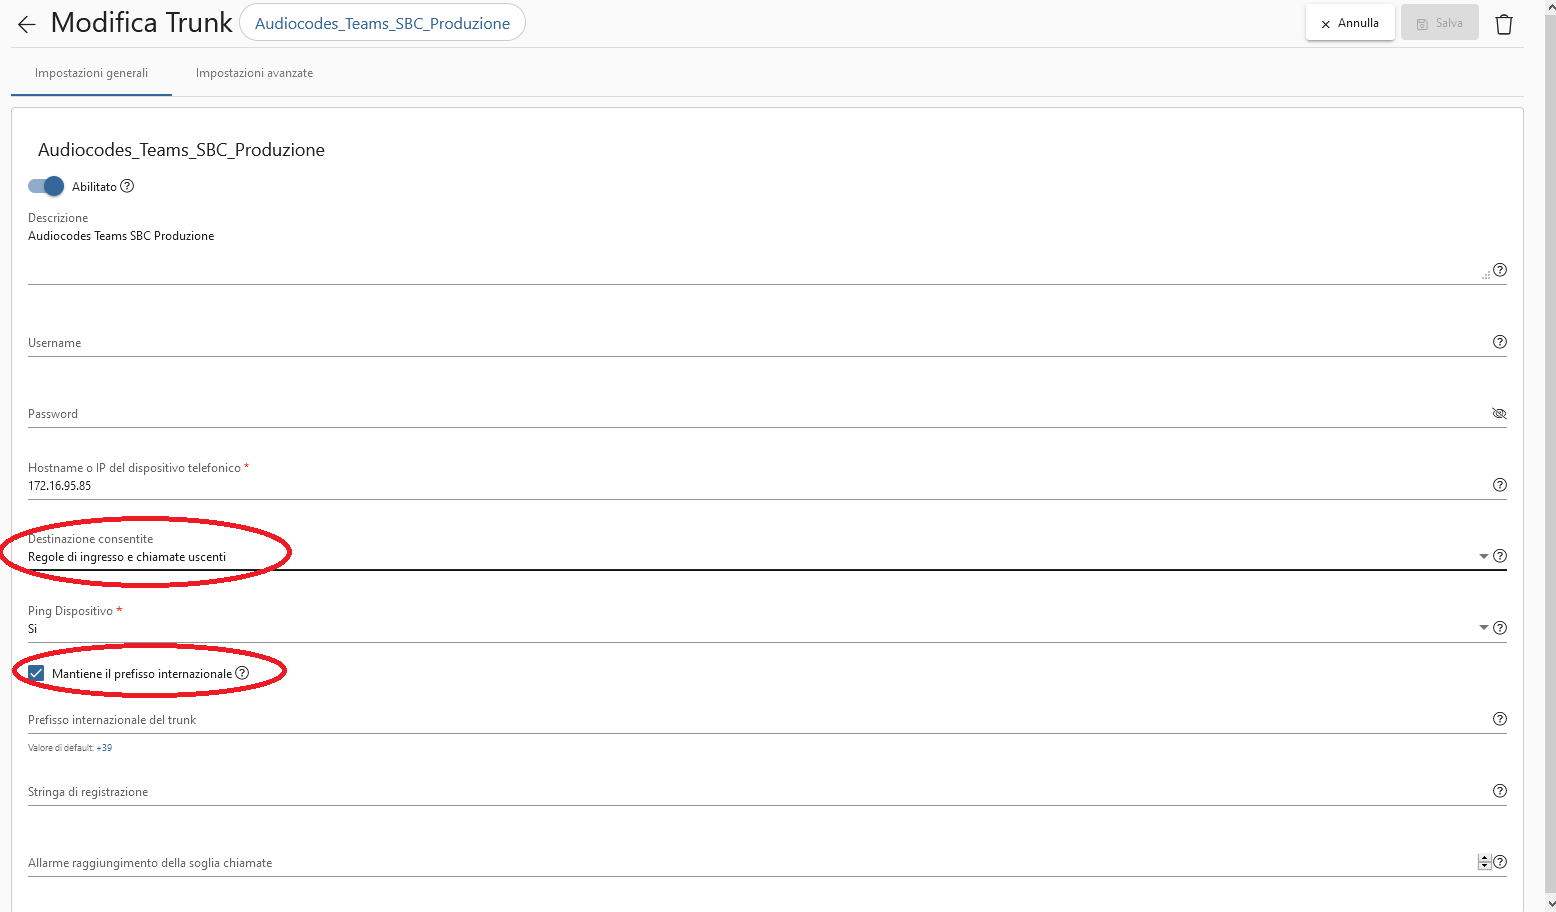 Modifica Trunk Audiocodes_Teams_SBC_Produzione Annulla Salva
Impostazioni generali Impostazioni avanzate
Audiocodes_Teams_SBC_Produzione
Abilitato
Descrizione
Audiocodes Teams SBC Produzione
Username
Password
Hostname o IP del dispositivo telefonico *
172.16.95.85
Destinazione consentite
Regole di ingresso e chiamate uscenti
Ping Dispositivo *
Si
Mantiene il prefisso internazionale
Prefisso internazionale del trunk
Valore di default: +39
Stringa di registrazione
Allarme raggiungimento della soglia chiamate